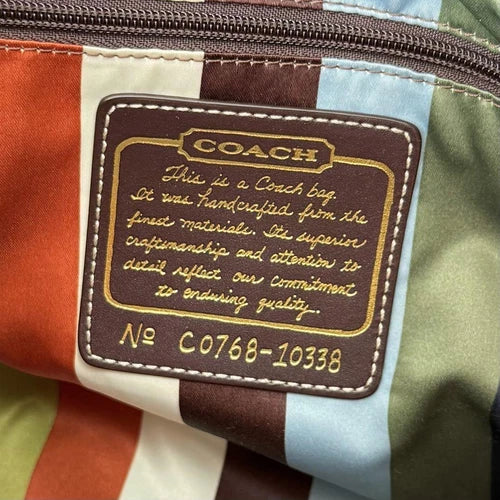 COACH
This is a Coach bag.
It was handcrafted from the
finest materials. Its superior
craftsmanship and attention to
detail reflect our commitment
to enduring quality.
Nº C0768-10338